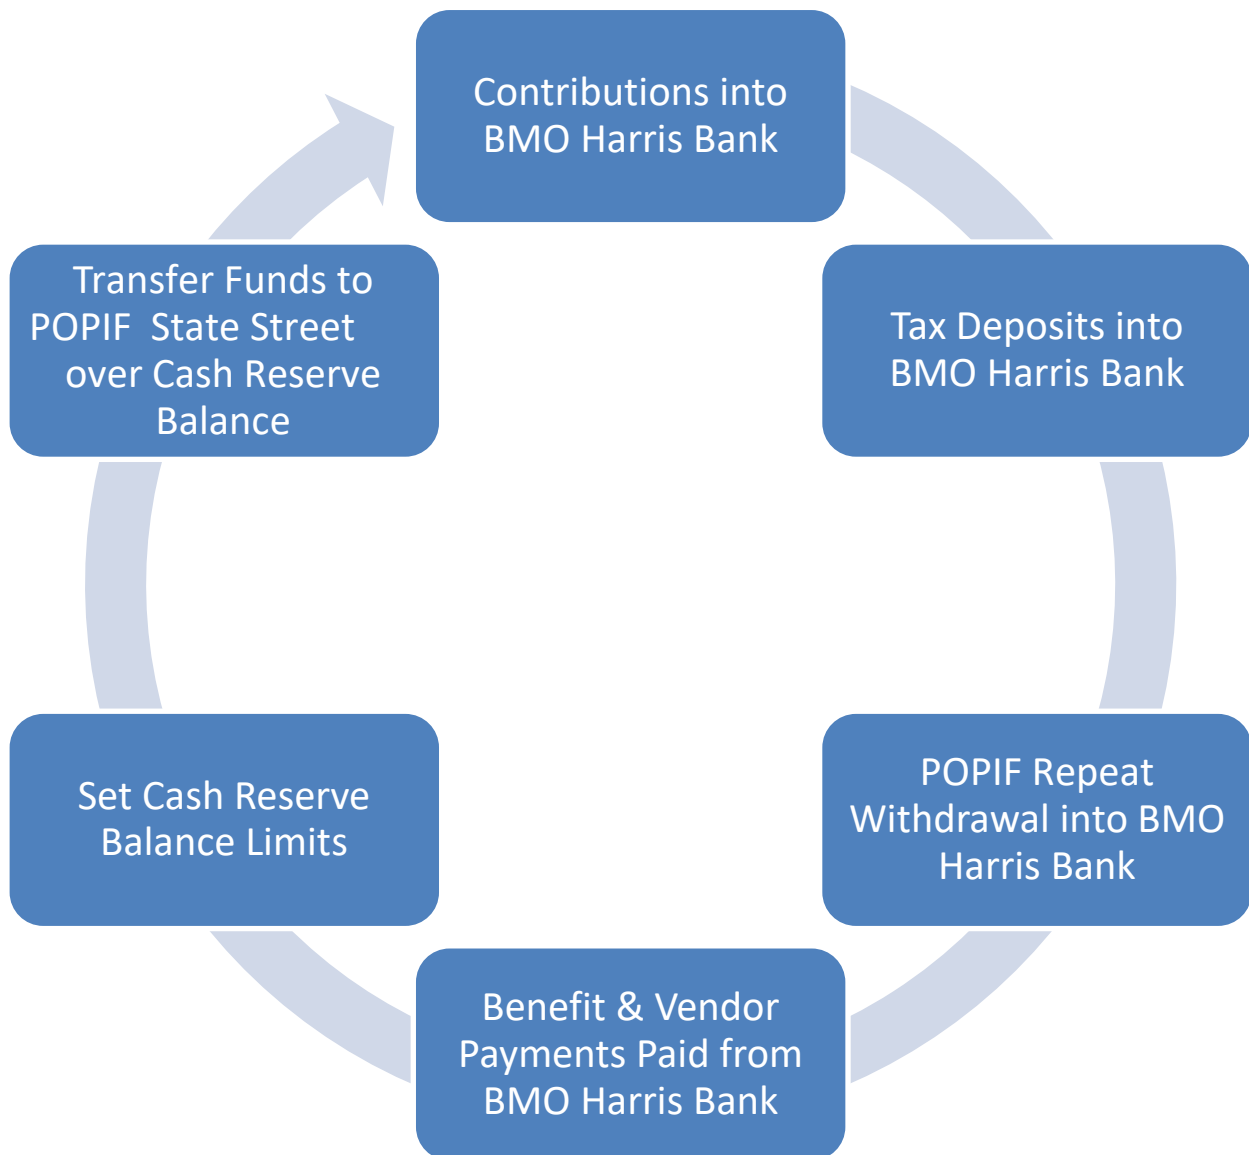 Contributions into
BMO Harris Bank
Tax Deposits into
BMO Harris Bank
POPIF Repeat
Withdrawal into BMO
Harris Bank
Benefit & Vendor
Payments Paid from
BMO Harris Bank
Set Cash Reserve
Balance Limits
Transfer Funds to
POPIF  State Street
over Cash Reserve
Balance